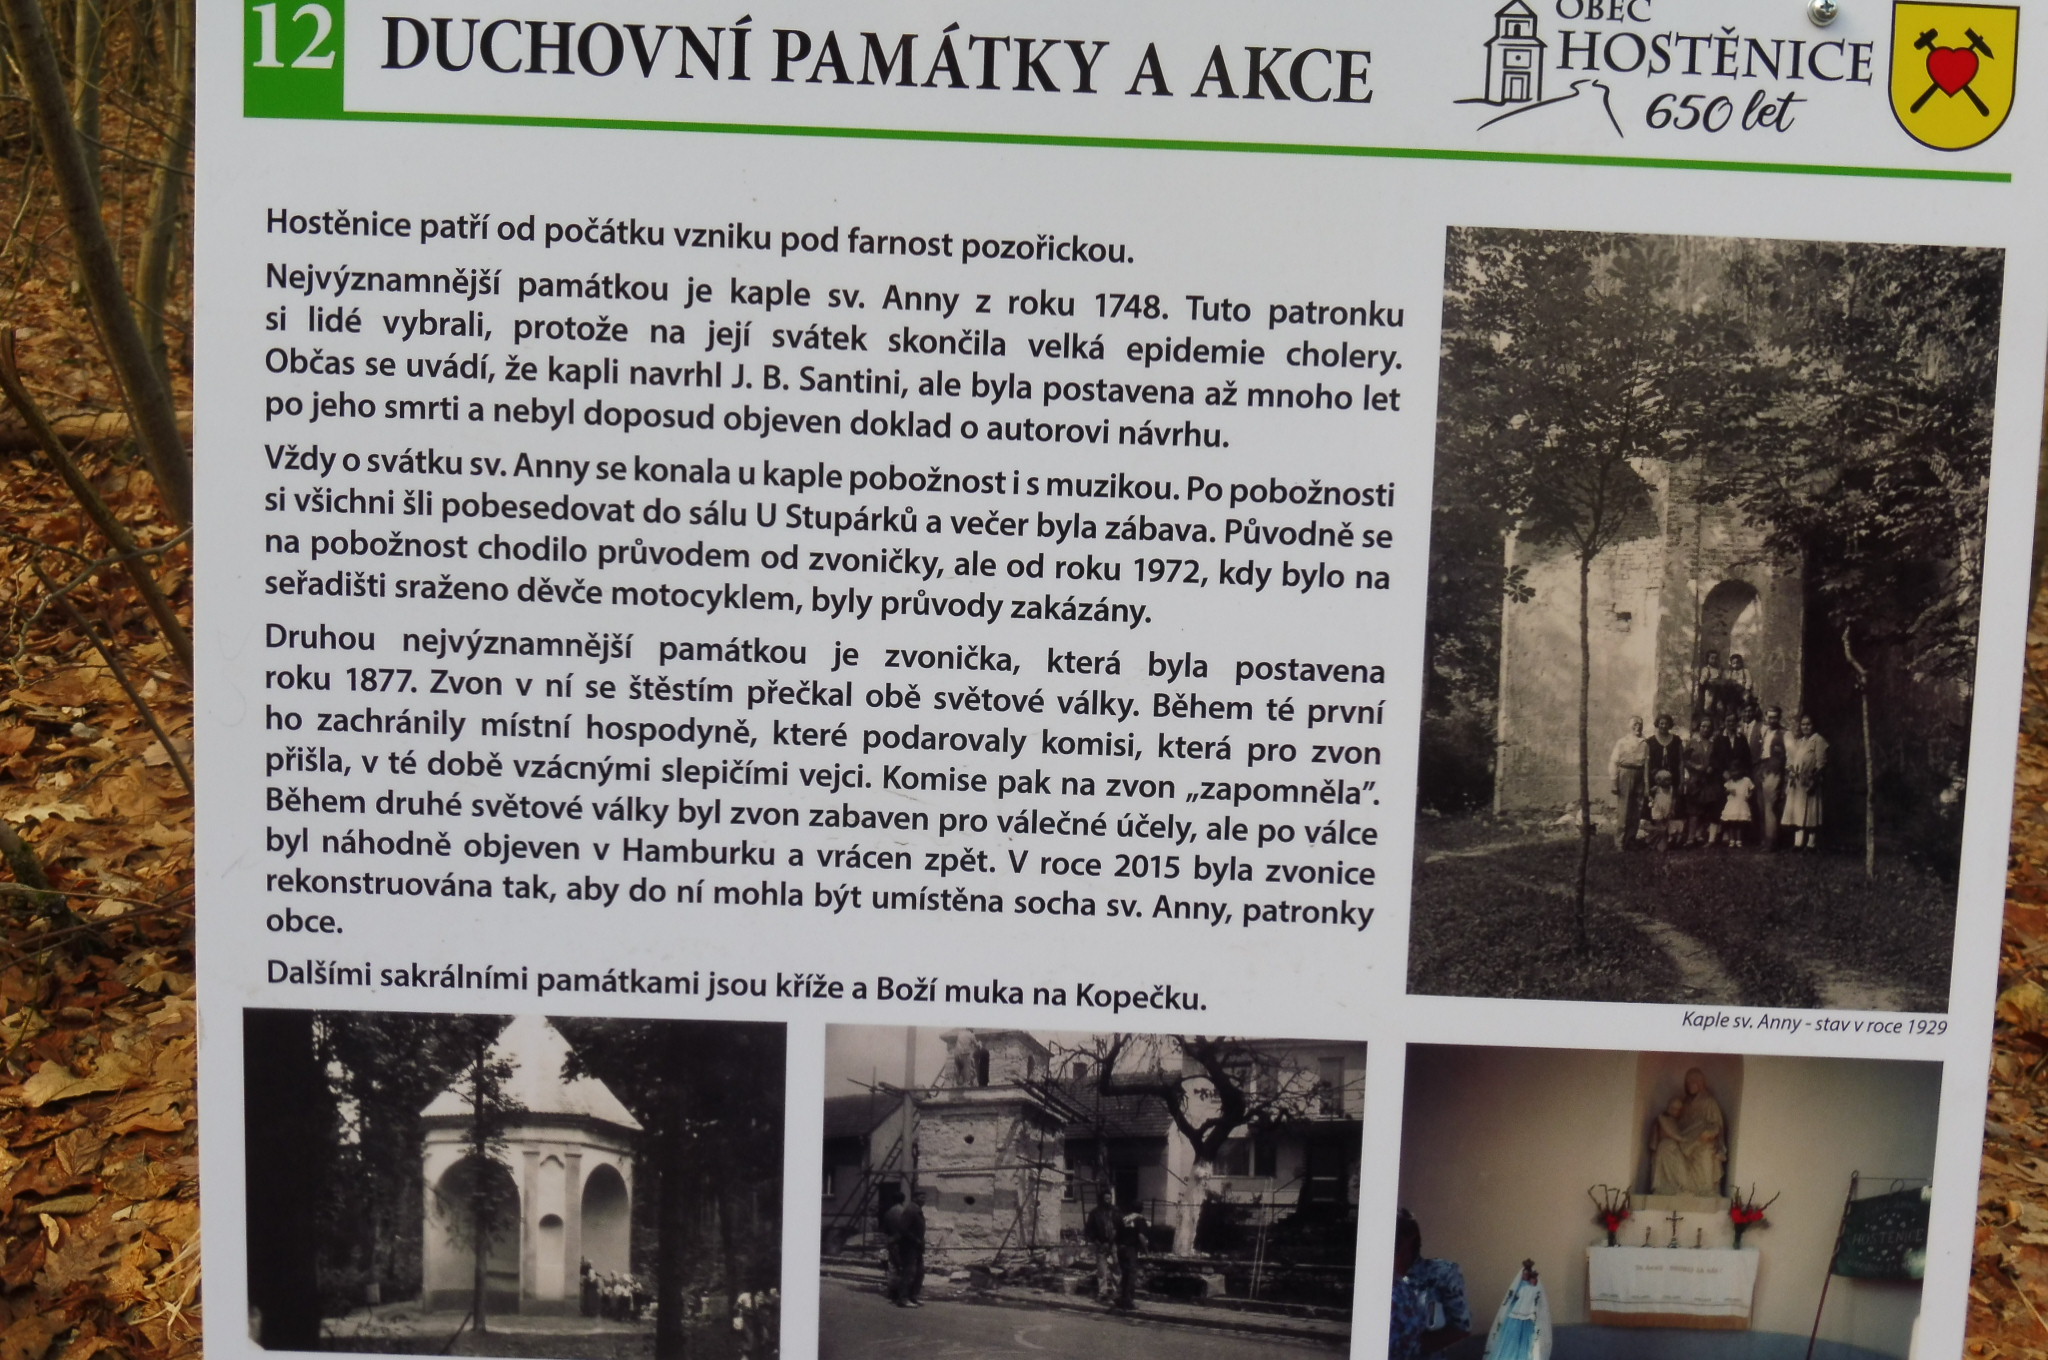 12
DUCHOVNÍ PAMÁTKY A AKCE
OBEC
HOSTĚNICE
650 let
Hostěnice patří od počátku vzniku pod farnost pozořickou.
Nejvýznamnější památkou je kaple sv. Anny z roku 1748. Tuto patronku
si lidé vybrali, protože na její svátek skončila velká epidemie cholery.
Občas se uvádí, že kapli navrhl J. B. Santini, ale byla postavena až mnoho let
po jeho smrti a nebyl doposud objeven doklad o autorovi návrhu.
Vždy o svátku sv. Anny se konala u kaple pobožnost i s muzikou. Po pobožnosti
si všichni šli pobesedovat do sálu U Stupárků a večer byla zábava. Původně se
na pobožnost chodilo průvodem od zvoničky, ale od roku 1972, kdy bylo na
seřadišti sraženo děvče motocyklem, byly průvody zakázány.
Druhou nejvýznamnější památkou je zvonička, která byla postavena
roku 1877. Zvon v ní se štěstím přečkal obě světové války. Během té první
ho zachránily místní hospodyně, které podarovaly komisi, která pro zvon
přišla, v té době vzácnými slepičími vejci. Komise pak na zvon „zapomněla”.
Během druhé světové války byl zvon zabaven pro válečné účely, ale po válce
byl náhodně objeven v Hamburku a vrácen zpět. V roce 2015 byla zvonice
rekonstruována tak, aby do ní mohla být umístěna socha sv. Anny, patronky
obce.
Dalšími sakrálními památkami jsou kříže a Boží muka na Kopečku.
Kaple sv. Anny - stav v roce 1929
HOSTĚNICE